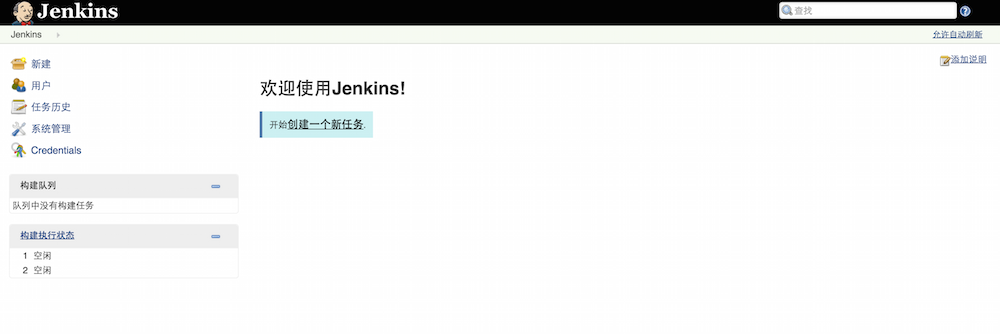 Jenkins
查找
Jenkins
允许自动刷新
添加说明
新建
用户
任务历史
系统管理
Credentials
欢迎使用Jenkins!
开始创建一个新任务.
构建队列
队列中没有构建任务
构建执行状态
1 空闲
2 空闲